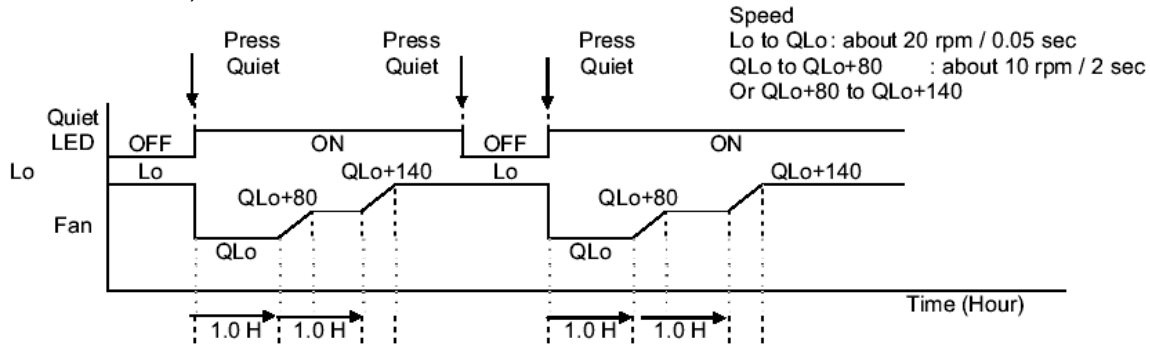 Speed
Lo to QLo: about 20 rpm / 0.05 sec
QLo to QLo+80 : about 10 rpm / 2 sec
Or QLo+80 to QLo+140
Press Quiet
Press Quiet
Press Quiet
Quiet LED
OFF
ON
OFF
ON
Lo
Lo
QLo+80
QLo+140
Lo
QLo+80
QLo+140
Fan
QLo
QLo
Time (Hour)
1.0 H
1.0 H
1.0 H
1.0 H